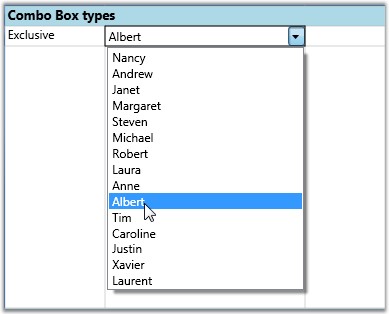 Combo Box types
Exclusive Albert
Nancy
Andrew
Janet
Margaret
Steven
Michael
Robert
Laura
Anne
Albert
Tim
Caroline
Justin
Xavier
Laurent